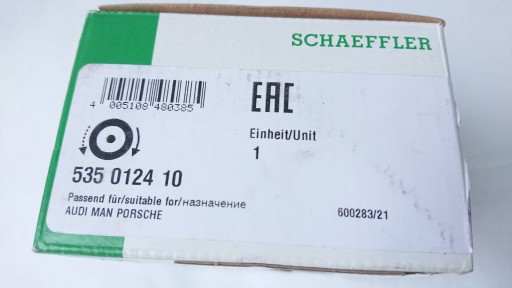 SCHAEFFLER
EAC
4 005108 480385
Einheit/Unit
1
535 0124 10
Passend für/suitable for/назначение
AUDI MAN PORSCHE
600283/21